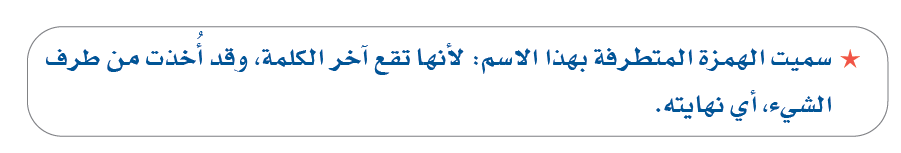 ★ سميت الهمزة المتطرفة بهذا الاسم: لأنها تقع آخر الكلمة، وقد أُخذت من طرف
الشيء، أي نهايته.